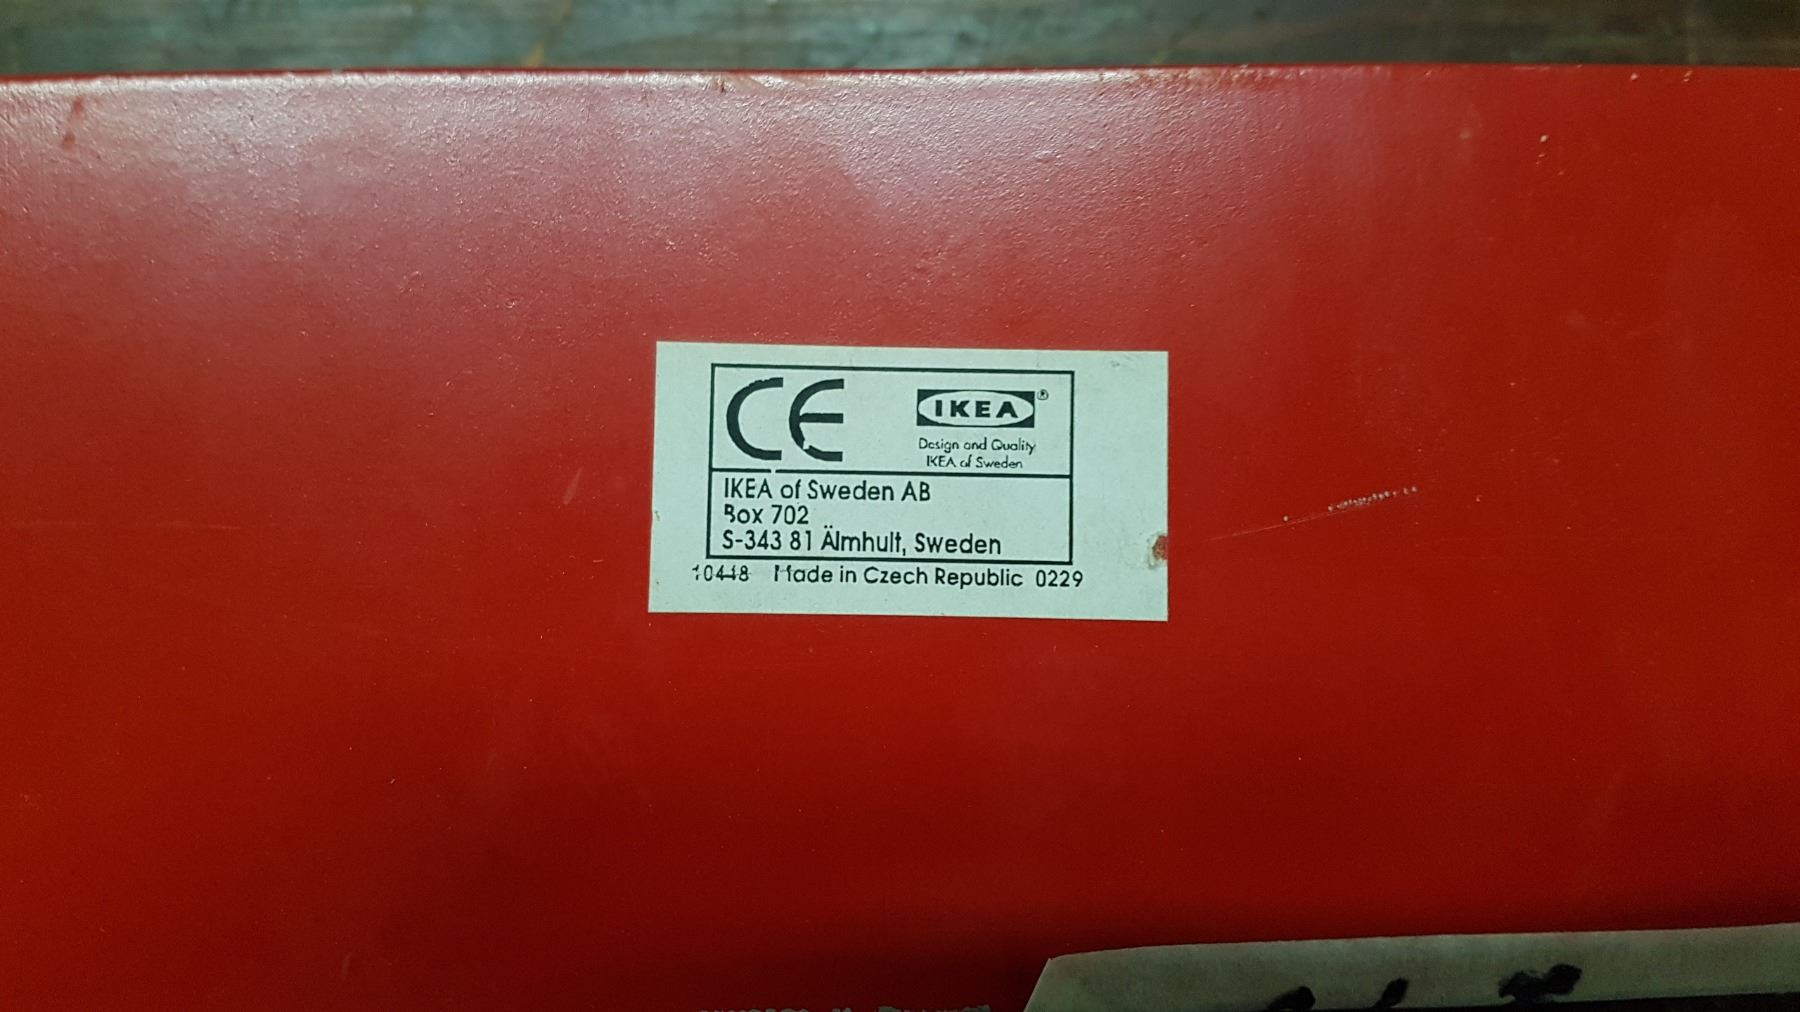 CE
IKEA®
Design and Quality
IKEA of Sweden
IKEA of Sweden AB
Box 702
S-343 81 Älmhult, Sweden
10448 Made in Czech Republic 0229